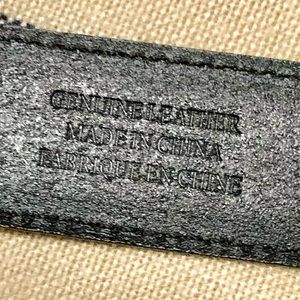 GENUINE LEATHER
MADE IN CHINA
FABRIQUE EN CHINE